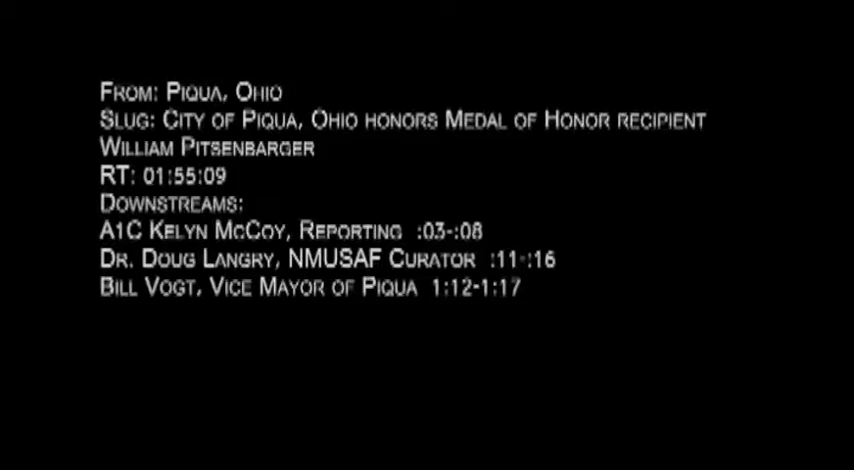 From: Piqua, Ohio
Slug: City of Piqua, Ohio honors Medal of Honor recipient
William Pitsenbarger
RT: 01:55:09
Downstreams:
A1C Kelyn McCoy, Reporting :03-:08
Dr. Doug Langry, NMUSAF Curator :11-:16
Bill Vogt, Vice Mayor of Piqua 1:12-1:17